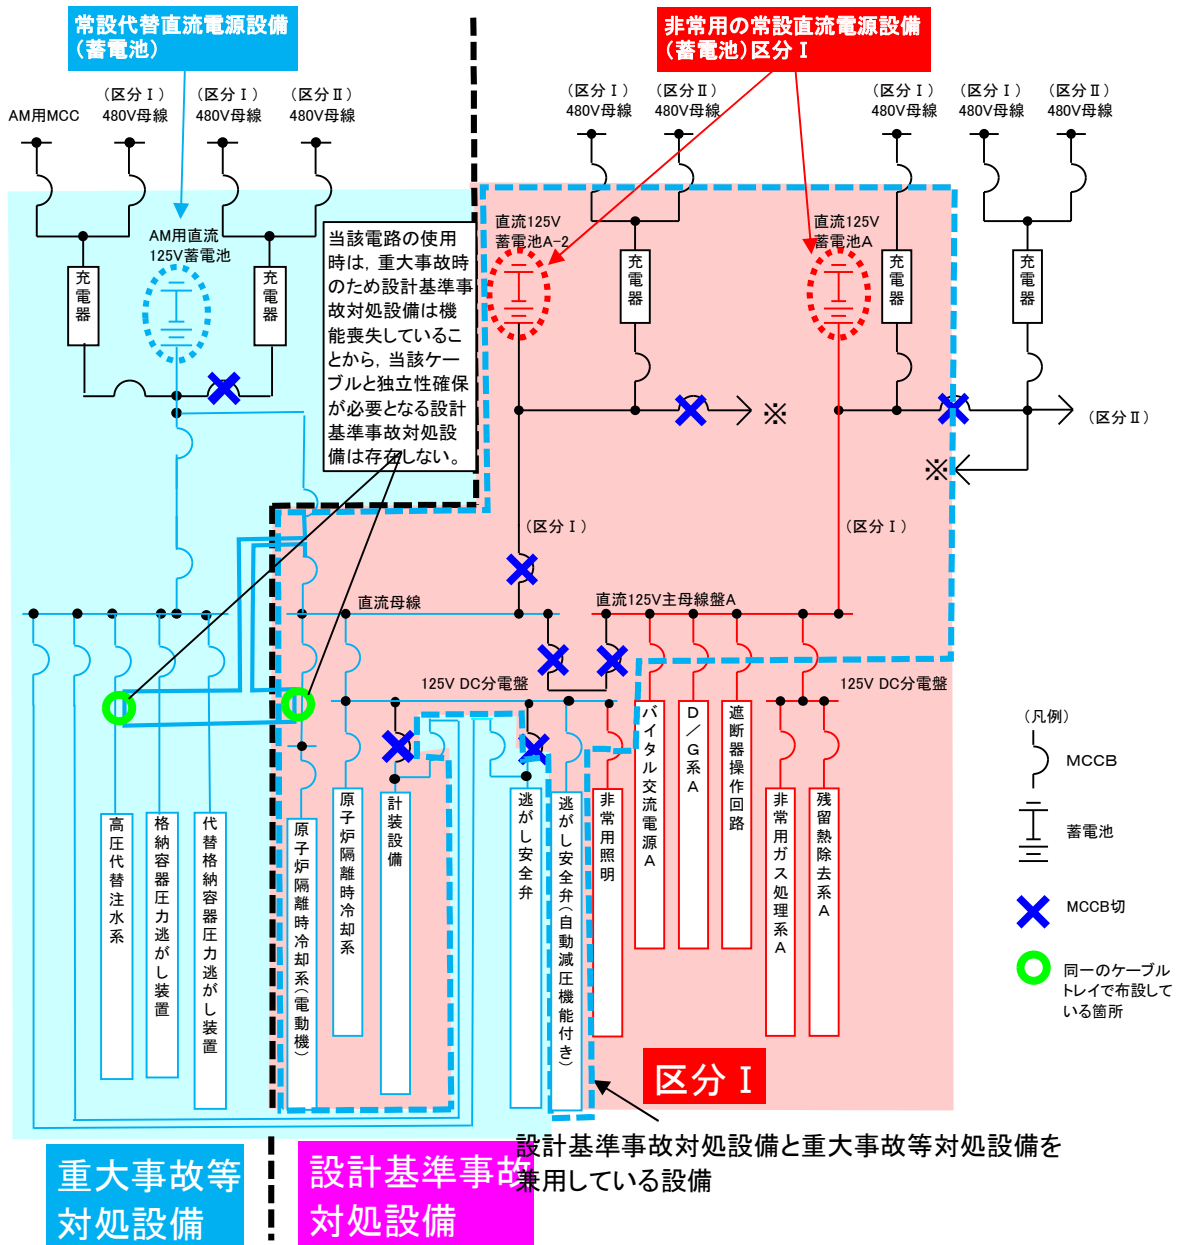 常設代替直流電源設備
（蓄電池）
非常用の常設直流電源設備
（蓄電池）区分Ⅰ
AM用MCC
（区分Ⅰ）
480V母線
（区分Ⅰ）
480V母線
（区分Ⅱ）
480V母線
（区分Ⅰ）
480V母線
（区分Ⅱ）
480V母線
（区分Ⅰ）
480V母線
（区分Ⅰ）
480V母線
（区分Ⅱ）
480V母線
AM用直流
125V蓄電池
充電器
充電器
当該電路の使用
時は，重大事故時
のため設計基準事
故対処設備は機
能喪失しているこ
とから，当該ケー
ブルと独立性確保
が必要となる設計
基準事故対処設
備は存在しない。
直流125V
蓄電池A-2
充電器
直流125V
蓄電池A
充電器
充電器
※
（区分Ⅱ）
※
（区分Ⅰ）
（区分Ⅰ）
直流母線
直流125V主母線盤A
125V DC分電盤
125V DC分電盤
高圧代替注水系
格納容器圧力逃がし装置
代替格納容器圧力逃がし装置
原子炉隔離時冷却系（電動機）
原子炉隔離時冷却系
計装設備
逃がし安全弁
逃がし安全弁（自動減圧機能付き）
非常用照明
バイタル交流電源A
D／G系A
遮断器操作回路
非常用ガス処理系A
残留熱除去系A
（凡例）
MCCB
蓄電池
MCCB切
同一のケーブル
トレイで布設して
いる箇所
区分Ⅰ
設計基準事故対処設備と重大事故等対処設備を
兼用している設備
重大事故等
対処設備
設計基準事故
対処設備